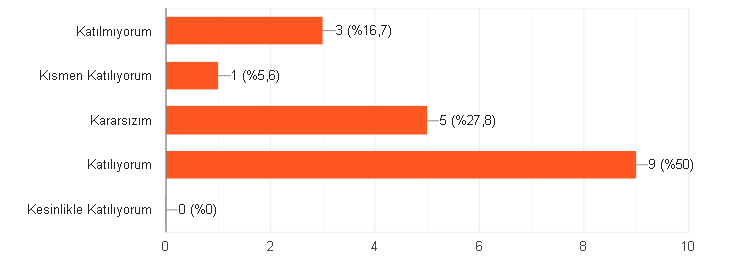 Katılmıyorum 3 (%16,7)
Kısmen Katılıyorum 1 (%5,6)
Kararsızım 5 (%27,8)
Katılıyorum 9 (%50)
Kesinlikle Katılıyorum 0 (%0)
0 2 4 6 8 10